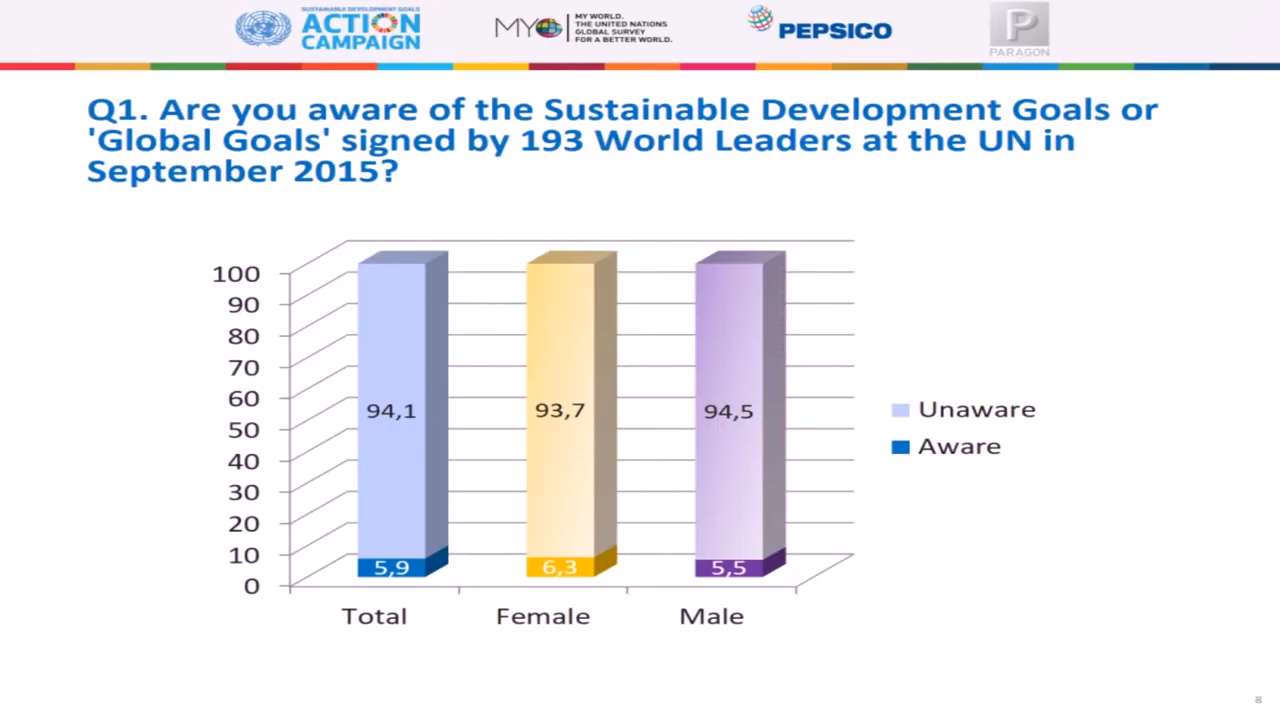 SUSTAINABLE DEVELOPMENT GOALS
ACTION
CAMPAIGN
MY
MY WORLD.
THE UNITED NATIONS
GLOBAL SURVEY
FOR A BETTER WORLD.
PEPSICO
P
PARAGON
Q1. Are you aware of the Sustainable Development Goals or
'Global Goals' signed by 193 World Leaders at the UN in
September 2015?
100
90
80
70
60
50
40
30
20
10
0
94,1
93,7
94,5
5,9
6,3
5,5
Total
Female
Male
Unaware
Aware
8